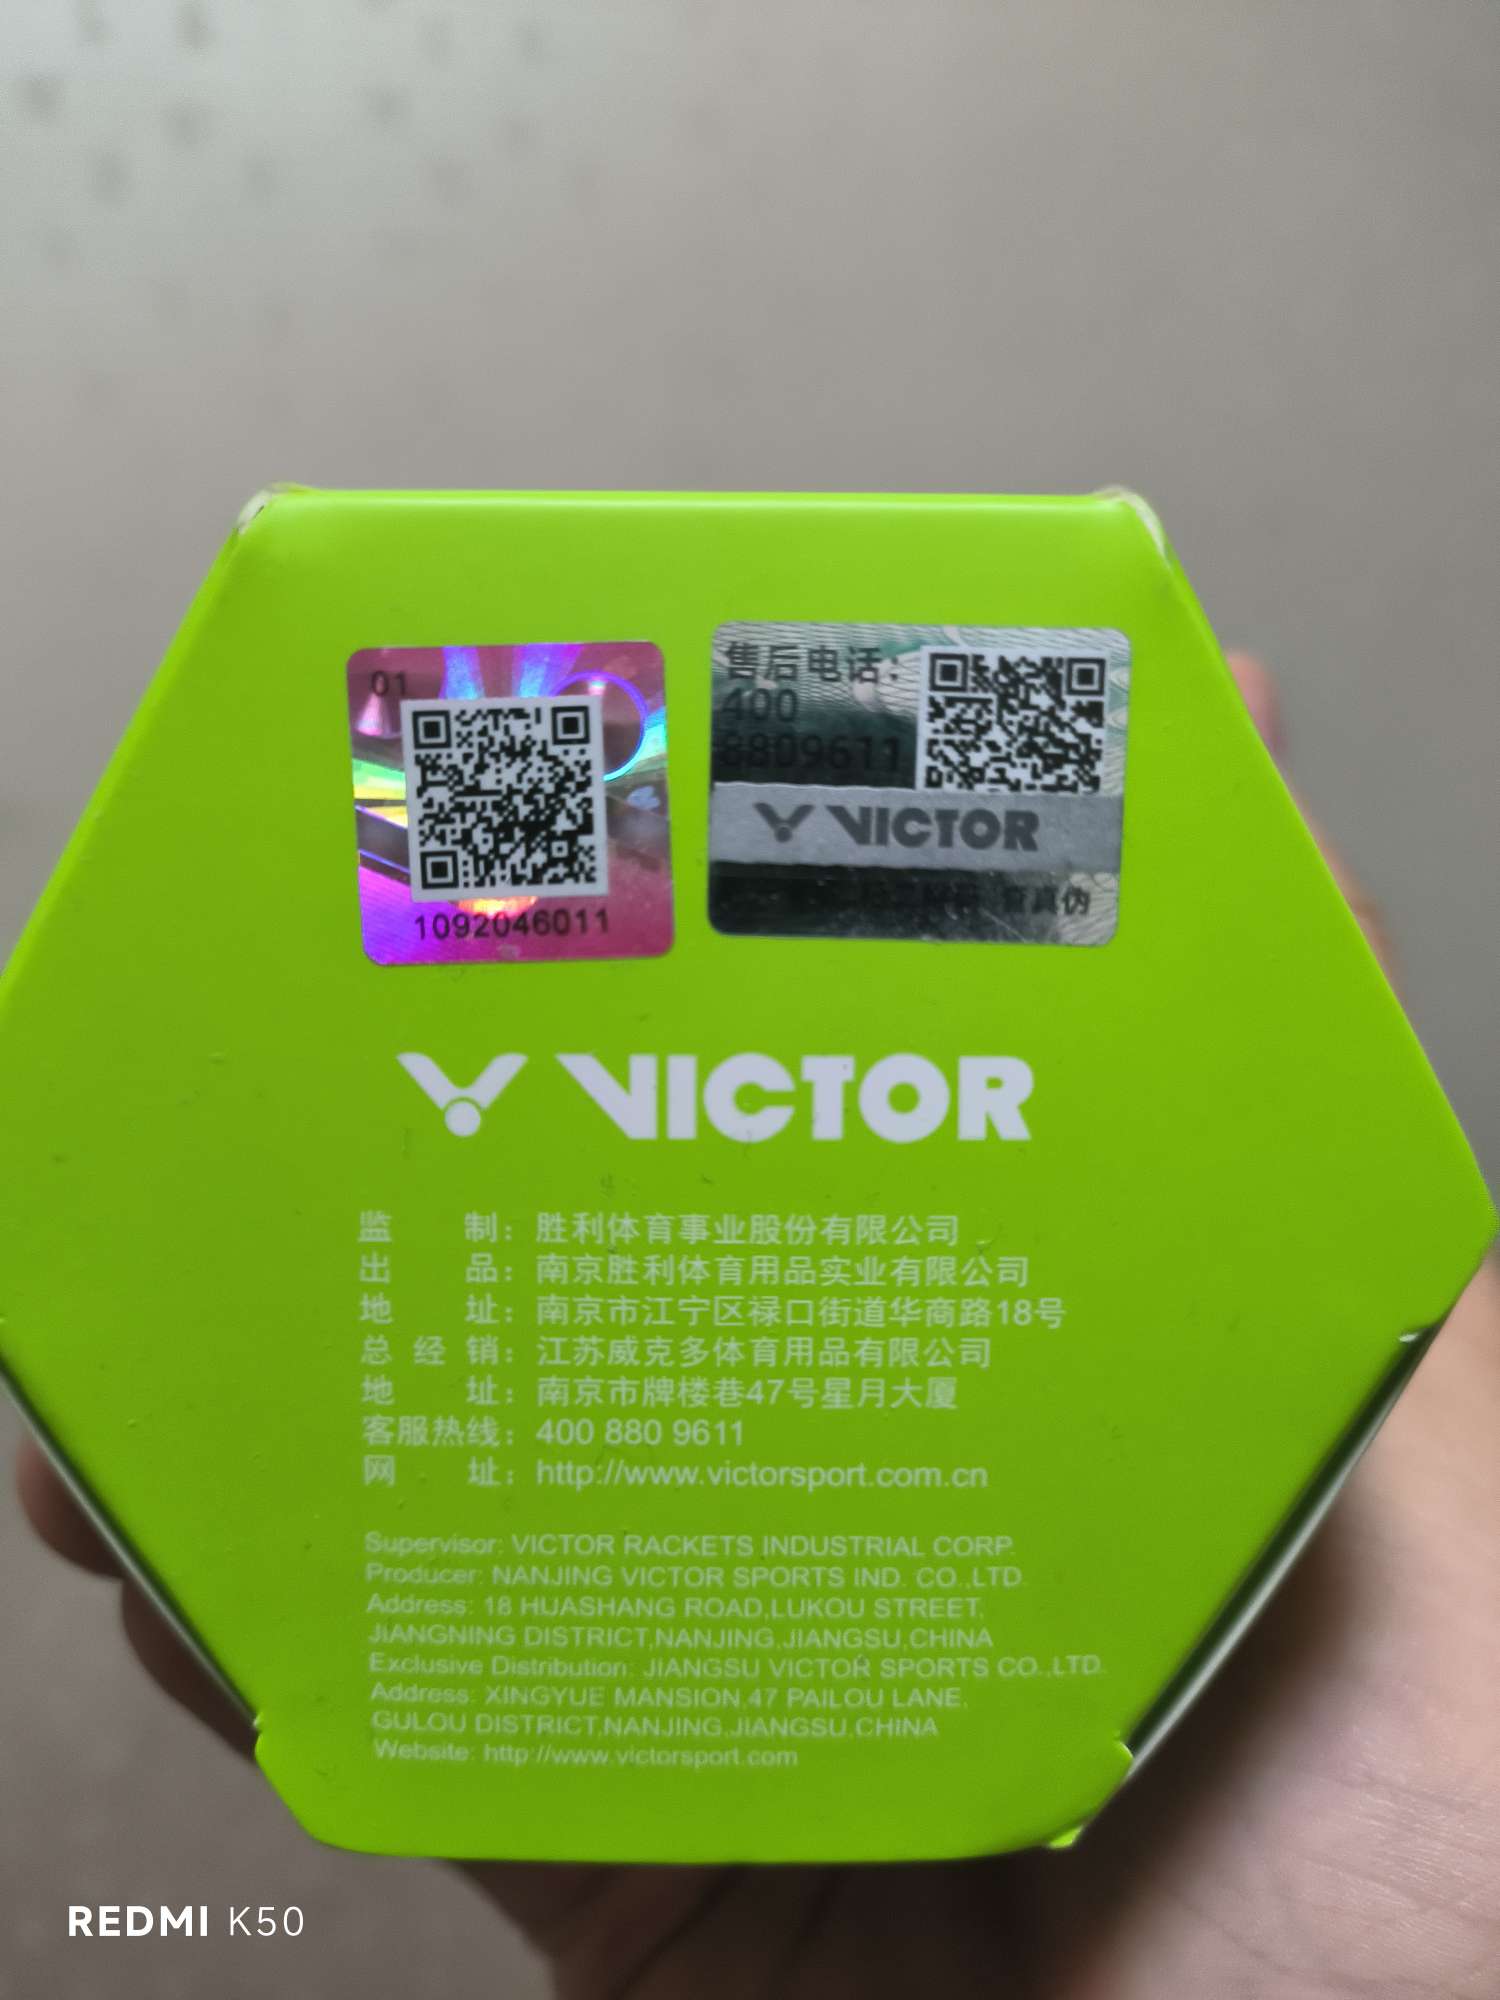 01
1092046011
售后电话：
400
8809611
VICTOR
查真伪
VICTOR
监 制：胜利体育事业股份有限公司
出 品：南京胜利体育用品实业有限公司
地 址：南京市江宁区禄口街道华商路18号
总 经 销：江苏威克多体育用品有限公司
地 址：南京市牌楼巷47号星月大厦
客服热线：400 880 9611
网 址：http://www.victorsport.com.cn
Supervisor: VICTOR RACKETS INDUSTRIAL CORP.
Producer: NANJING VICTOR SPORTS IND. CO.,LTD.
Address: 18 HUASHANG ROAD,LUKOU STREET,
JIANGNING DISTRICT,NANJING,JIANGSU,CHINA
Exclusive Distribution: JIANGSU VICTOR SPORTS CO.,LTD.
Address: XINGYUE MANSION,47 PAILOU LANE,
GULOU DISTRICT,NANJING,JIANGSU,CHINA
Website: http://www.victorsport.com
REDMI K50